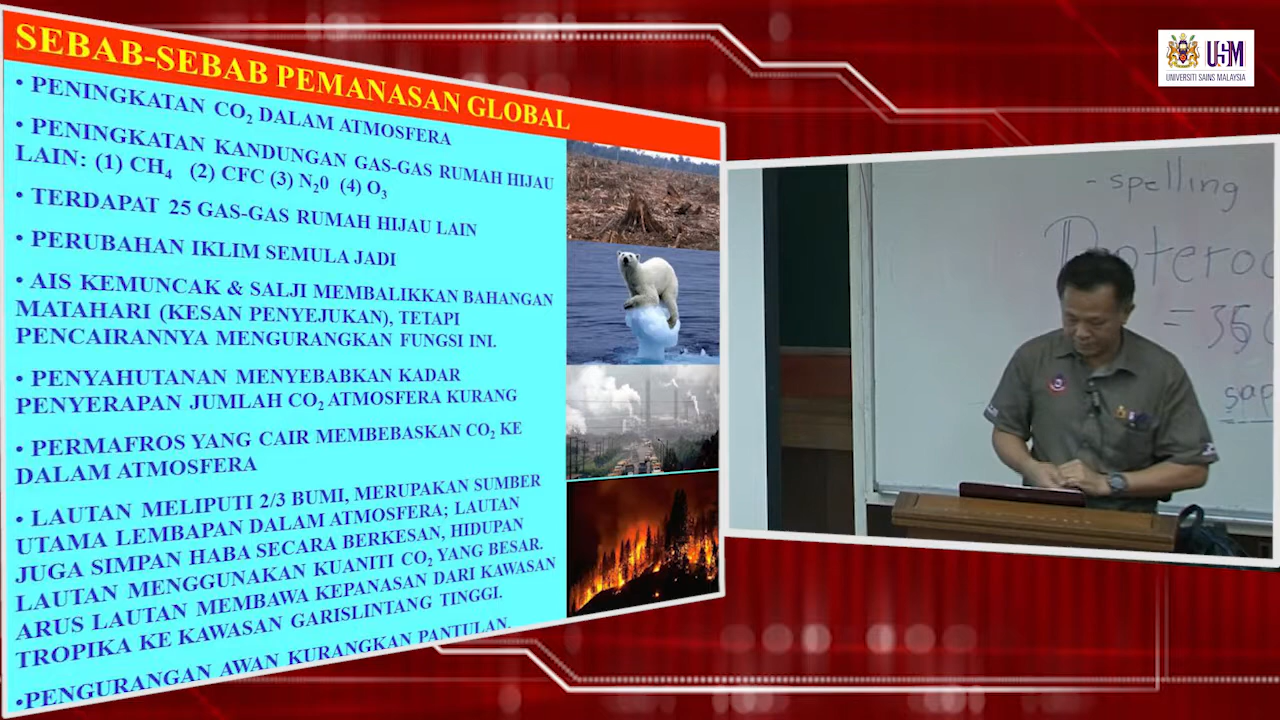 SEBAB-SEBAB PEMANASAN GLOBAL
• PENINGKATAN CO₂ DALAM ATMOSFERA
• PENINGKATAN KANDUNGAN GAS-GAS RUMAH HIJAU
LAIN: (1) CH₄ (2) CFC (3) N₂0 (4) O₃
• TERDAPAT 25 GAS-GAS RUMAH HIJAU LAIN
• PERUBAHAN IKLIM SEMULA JADI
• AIS KEMUNCAK & SALJI MEMBALIKKAN BAHANGAN
MATAHARI (KESAN PENYEJUKAN), TETAPI
PENCAIRANNYA MENGURANGKAN FUNGSI INI.
• PENYAHUTANAN MENYEBABKAN KADAR
PENYERAPAN JUMLAH CO₂ ATMOSFERA KURANG
• PERMAFROS YANG CAIR MEMBEBASKAN CO₂ KE
DALAM ATMOSFERA
• LAUTAN MELIPUTI 2/3 BUMI, MERUPAKAN SUMBER
UTAMA LEMBAPAN DALAM ATMOSFERA; LAUTAN
JUGA SIMPAN HABA SECARA BERKESAN, HIDUPAN
LAUTAN MENGGUNAKAN KUANITI CO₂ YANG BESAR.
ARUS LAUTAN MEMBAWA KEPANASAN DARI KAWASAN
TROPIKA KE KAWASAN GARISLINTANG TINGGI.
•PENGURANGAN AWAN KURANGKAN PANTULAN.
USM
UNIVERSITI SAINS MALAYSIA
- spelling